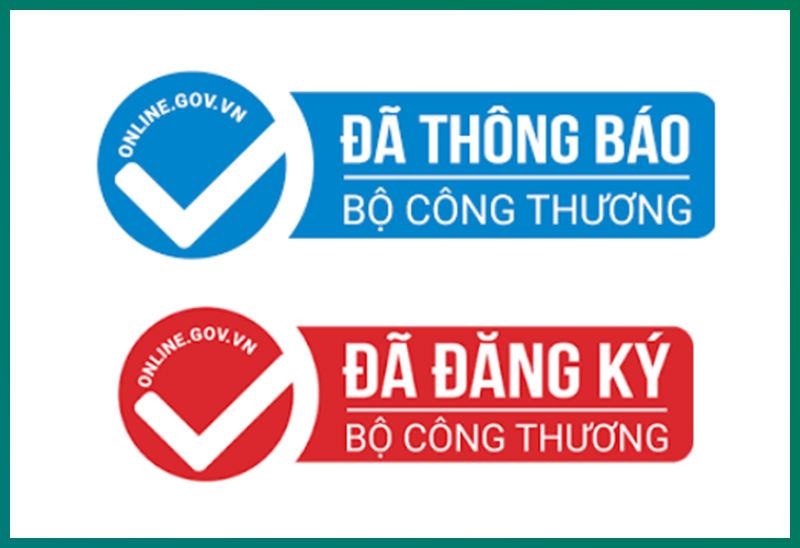 ONLINE.GOV.VN
ĐÃ THÔNG BÁO
BỘ CÔNG THƯƠNG
ONLINE.GOV.VN
ĐÃ ĐĂNG KÝ
BỘ CÔNG THƯƠNG